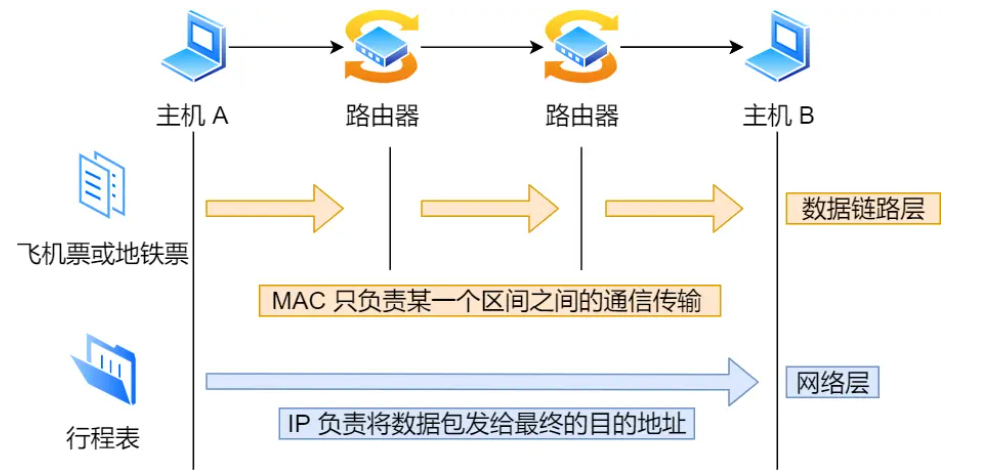 主机 A
路由器
路由器
主机 B
飞机票或地铁票
数据链路层
MAC 只负责某一个区间之间的通信传输
行程表
网络层
IP 负责将数据包发给最终的目的地址